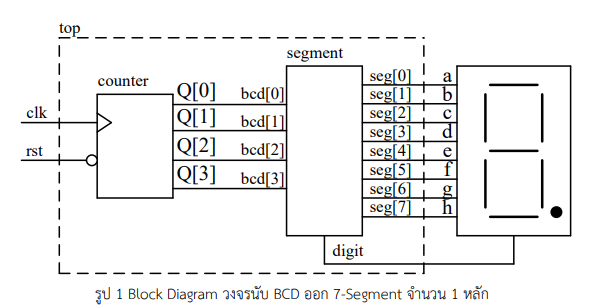 top
segment
counter
clk
rst
Q[0] bcd[0]
Q[1] bcd[1]
Q[2] bcd[2]
Q[3] bcd[3]
seg[0] a
seg[1] b
seg[2] c
seg[3] d
seg[4] e
seg[5] f
seg[6] g
seg[7] h
digit
รูป 1 Block Diagram วงจรนับ BCD ออก 7-Segment จำนวน 1 หลัก